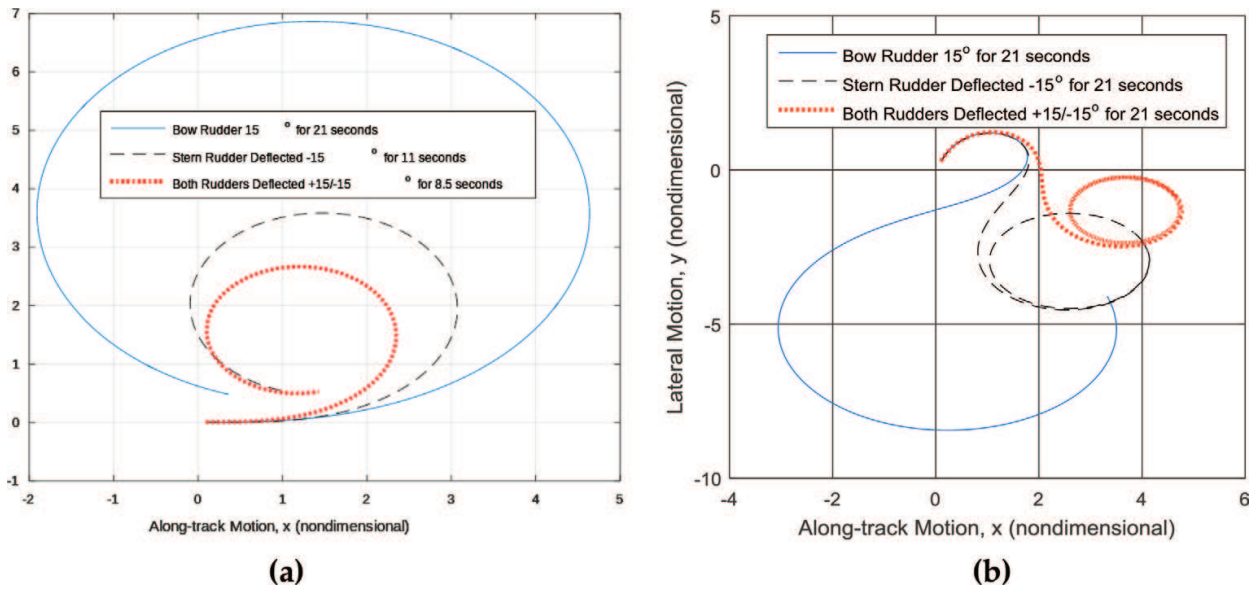 7
6
5
4
3
2
1
0
-1
-2
-1
0
1
2
3
4
5
Bow Rudder 15 o for 21 seconds
Stern Rudder Deflected -15 o for 11 seconds
Both Rudders Deflected +15/-15 o for 8.5 seconds
Along-track Motion, x (nondimensional)
(a)
5
0
-5
-10
-4
-2
0
2
4
6
Bow Rudder 15o for 21 seconds
Stern Rudder Deflected -15o for 21 seconds
Both Rudders Deflected +15/-15o for 21 seconds
Lateral Motion, y (nondimensional)
Along-track Motion, x (nondimensional)
(b)